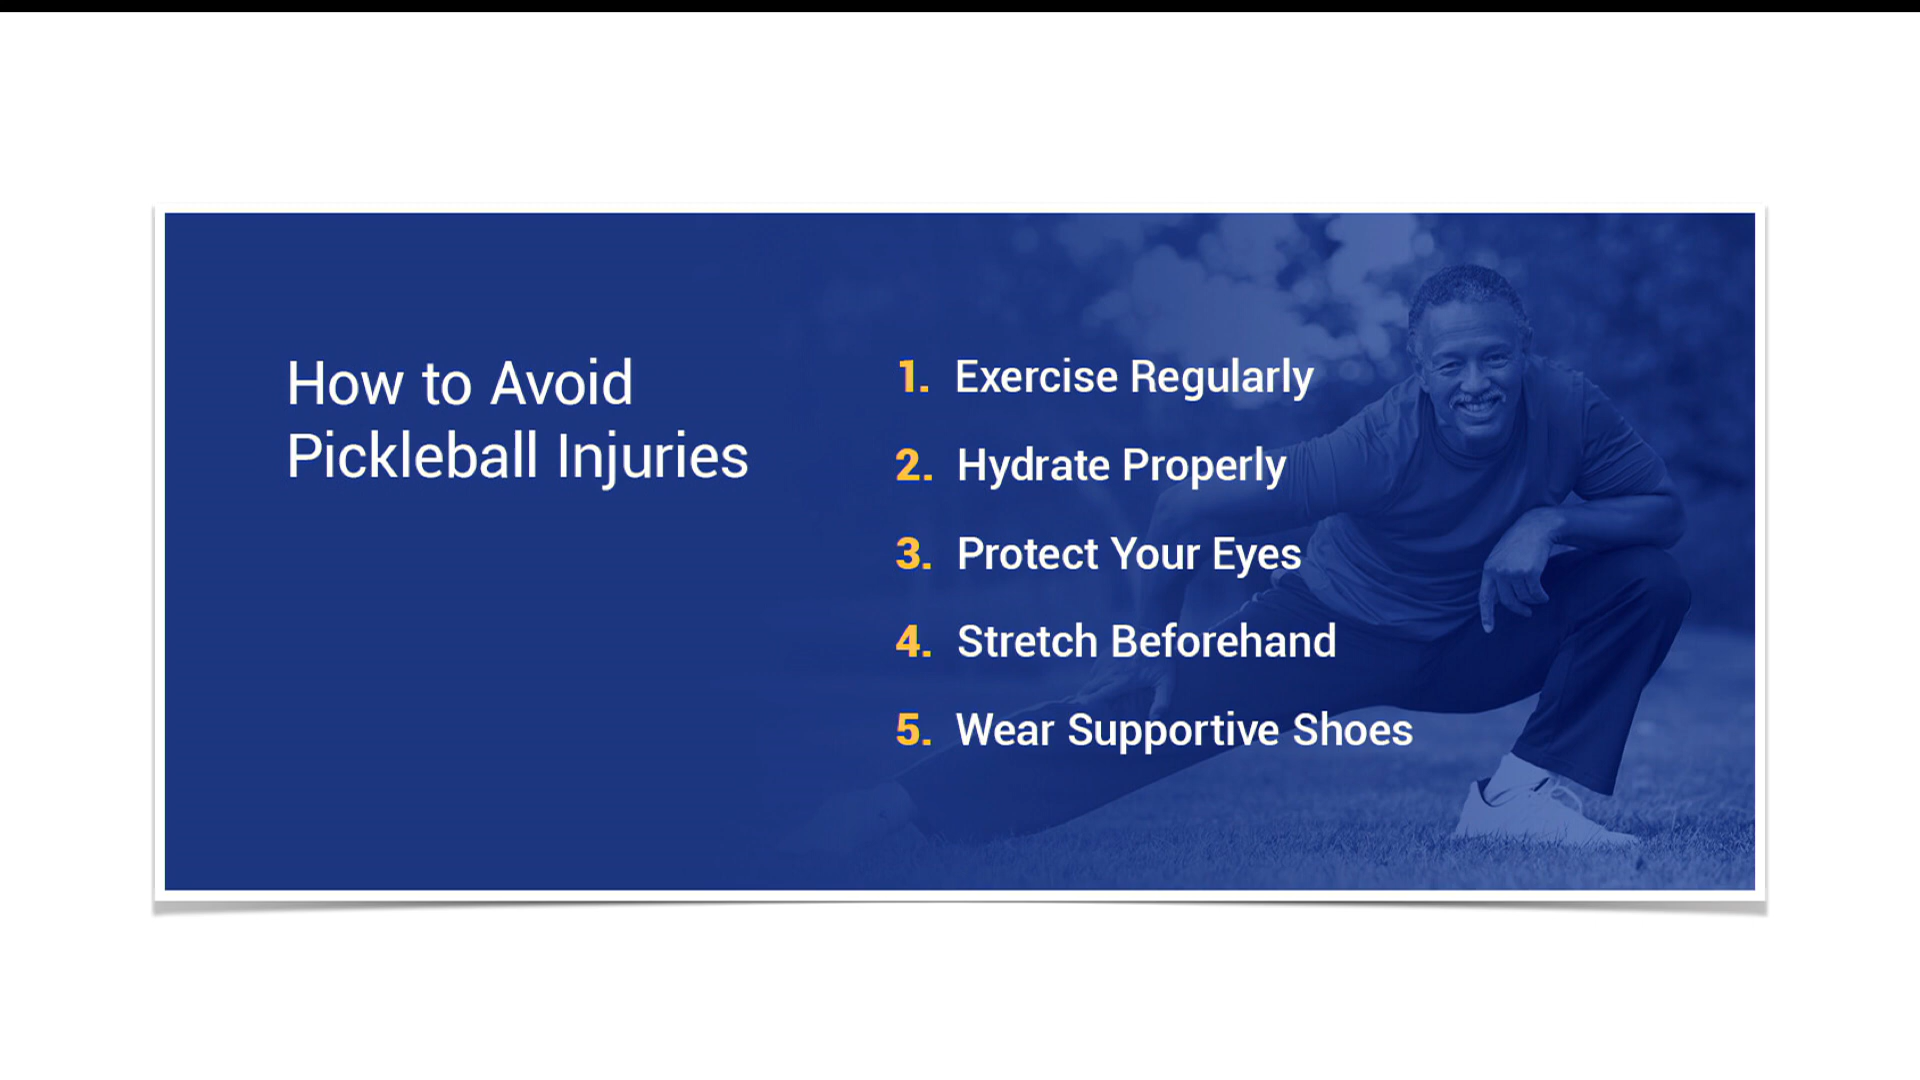 How to Avoid
Pickleball Injuries
1. Exercise Regularly
2. Hydrate Properly
3. Protect Your Eyes
4. Stretch Beforehand
5. Wear Supportive Shoes